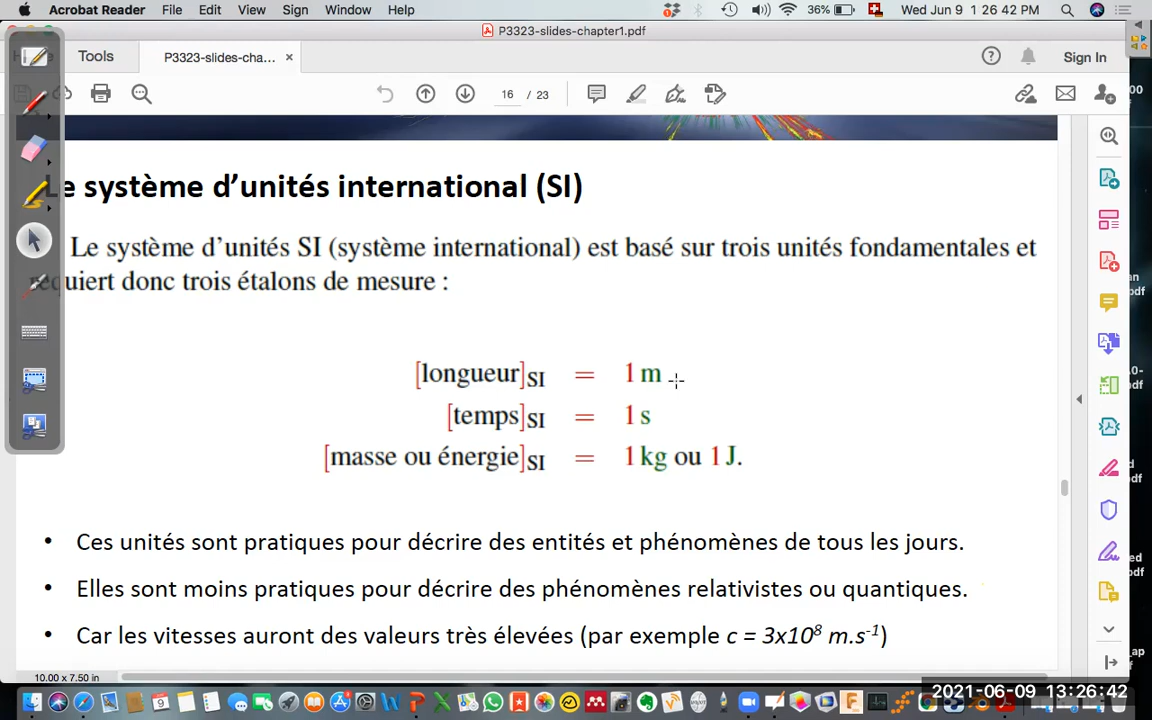 Acrobat Reader File Edit View Sign Window Help 36% Wed Jun 9 1 26 42 PM
P3323-slides-chapter1.pdf
Tools P3323-slides-cha... × Sign In
16 / 23
Le système d’unités international (SI)
Le système d’unités SI (système international) est basé sur trois unités fondamentales et
requiert donc trois étalons de mesure :
[longueur]SI = 1 m
[temps]SI = 1 s
[masse ou énergie]SI = 1 kg ou 1 J.
• Ces unités sont pratiques pour décrire des entités et phénomènes de tous les jours.
• Elles sont moins pratiques pour décrire des phénomènes relativistes ou quantiques.
• Car les vitesses auront des valeurs très élevées (par exemple c = 3x10⁸ m.s⁻¹)
10.00 x 7.50 in
2021-06-09 13:26:42